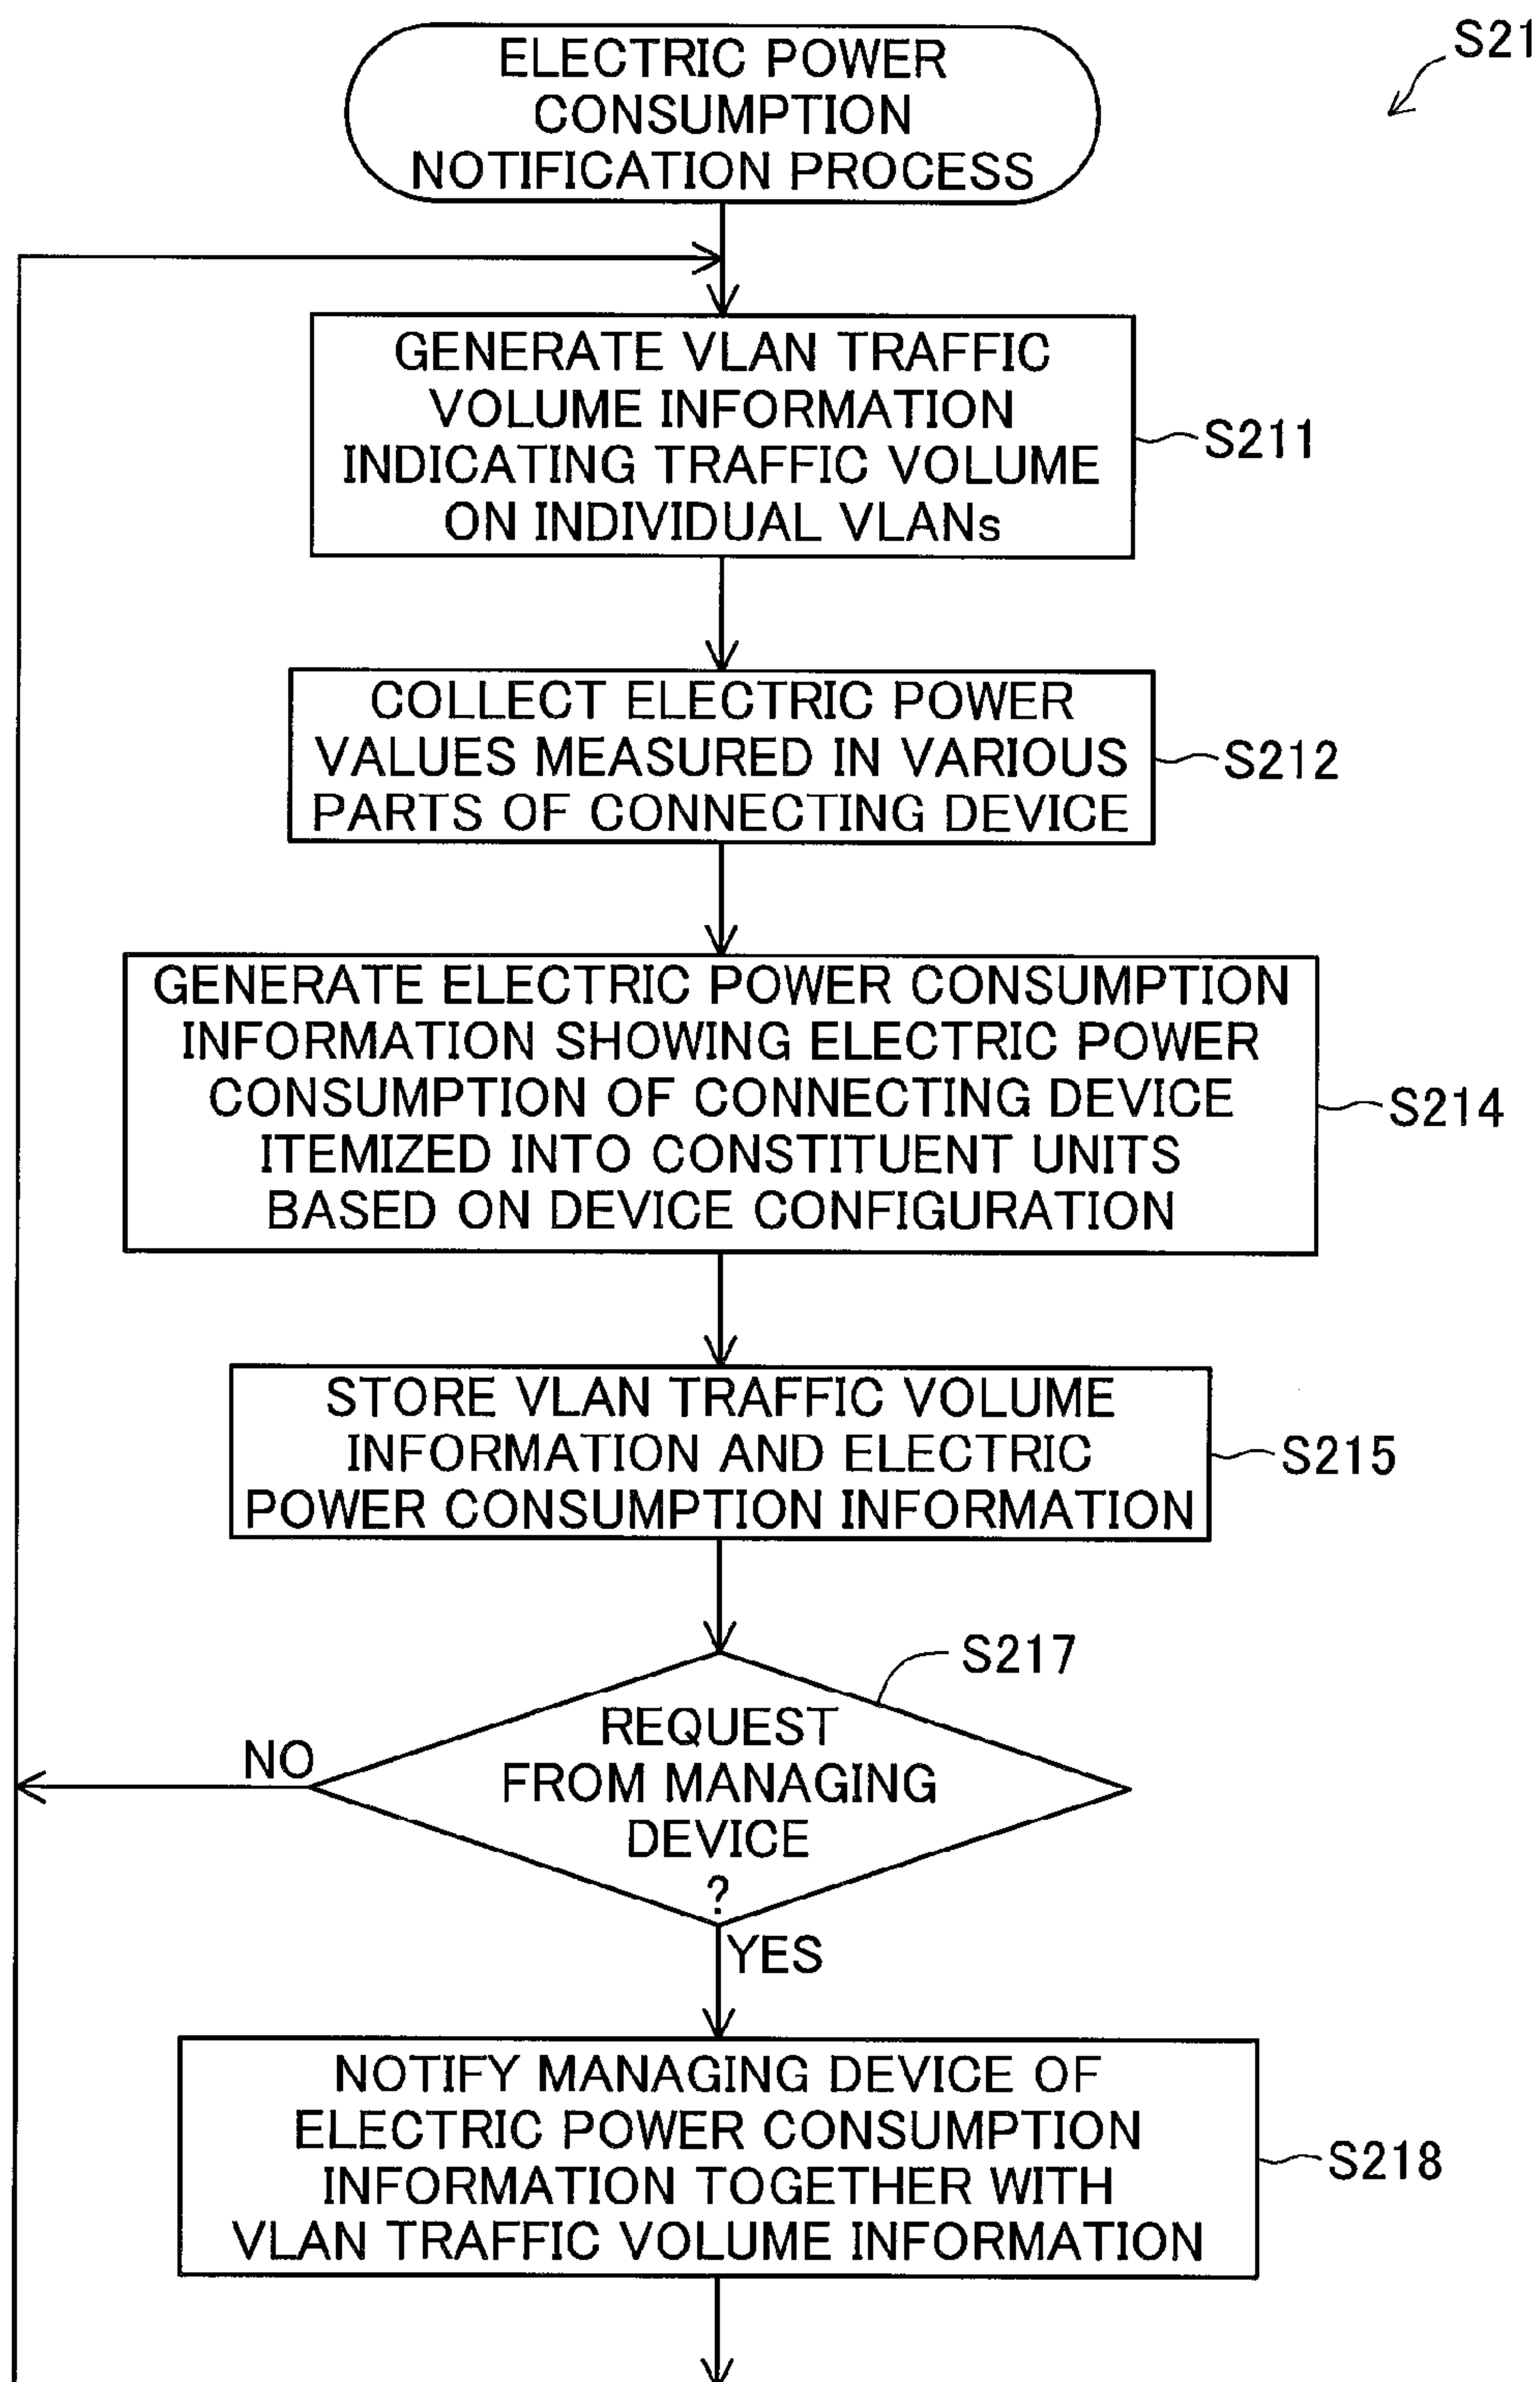 S21
ELECTRIC POWER
CONSUMPTION
NOTIFICATION PROCESS
GENERATE VLAN TRAFFIC
VOLUME INFORMATION
INDICATING TRAFFIC VOLUME
ON INDIVIDUAL VLANs
S211
COLLECT ELECTRIC POWER
VALUES MEASURED IN VARIOUS
PARTS OF CONNECTING DEVICE
S212
GENERATE ELECTRIC POWER CONSUMPTION
INFORMATION SHOWING ELECTRIC POWER
CONSUMPTION OF CONNECTING DEVICE
ITEMIZED INTO CONSTITUENT UNITS
BASED ON DEVICE CONFIGURATION
S214
STORE VLAN TRAFFIC VOLUME
INFORMATION AND ELECTRIC
POWER CONSUMPTION INFORMATION
S215
S217
REQUEST
FROM MANAGING
DEVICE
?
NO
YES
NOTIFY MANAGING DEVICE OF
ELECTRIC POWER CONSUMPTION
INFORMATION TOGETHER WITH
VLAN TRAFFIC VOLUME INFORMATION
S218